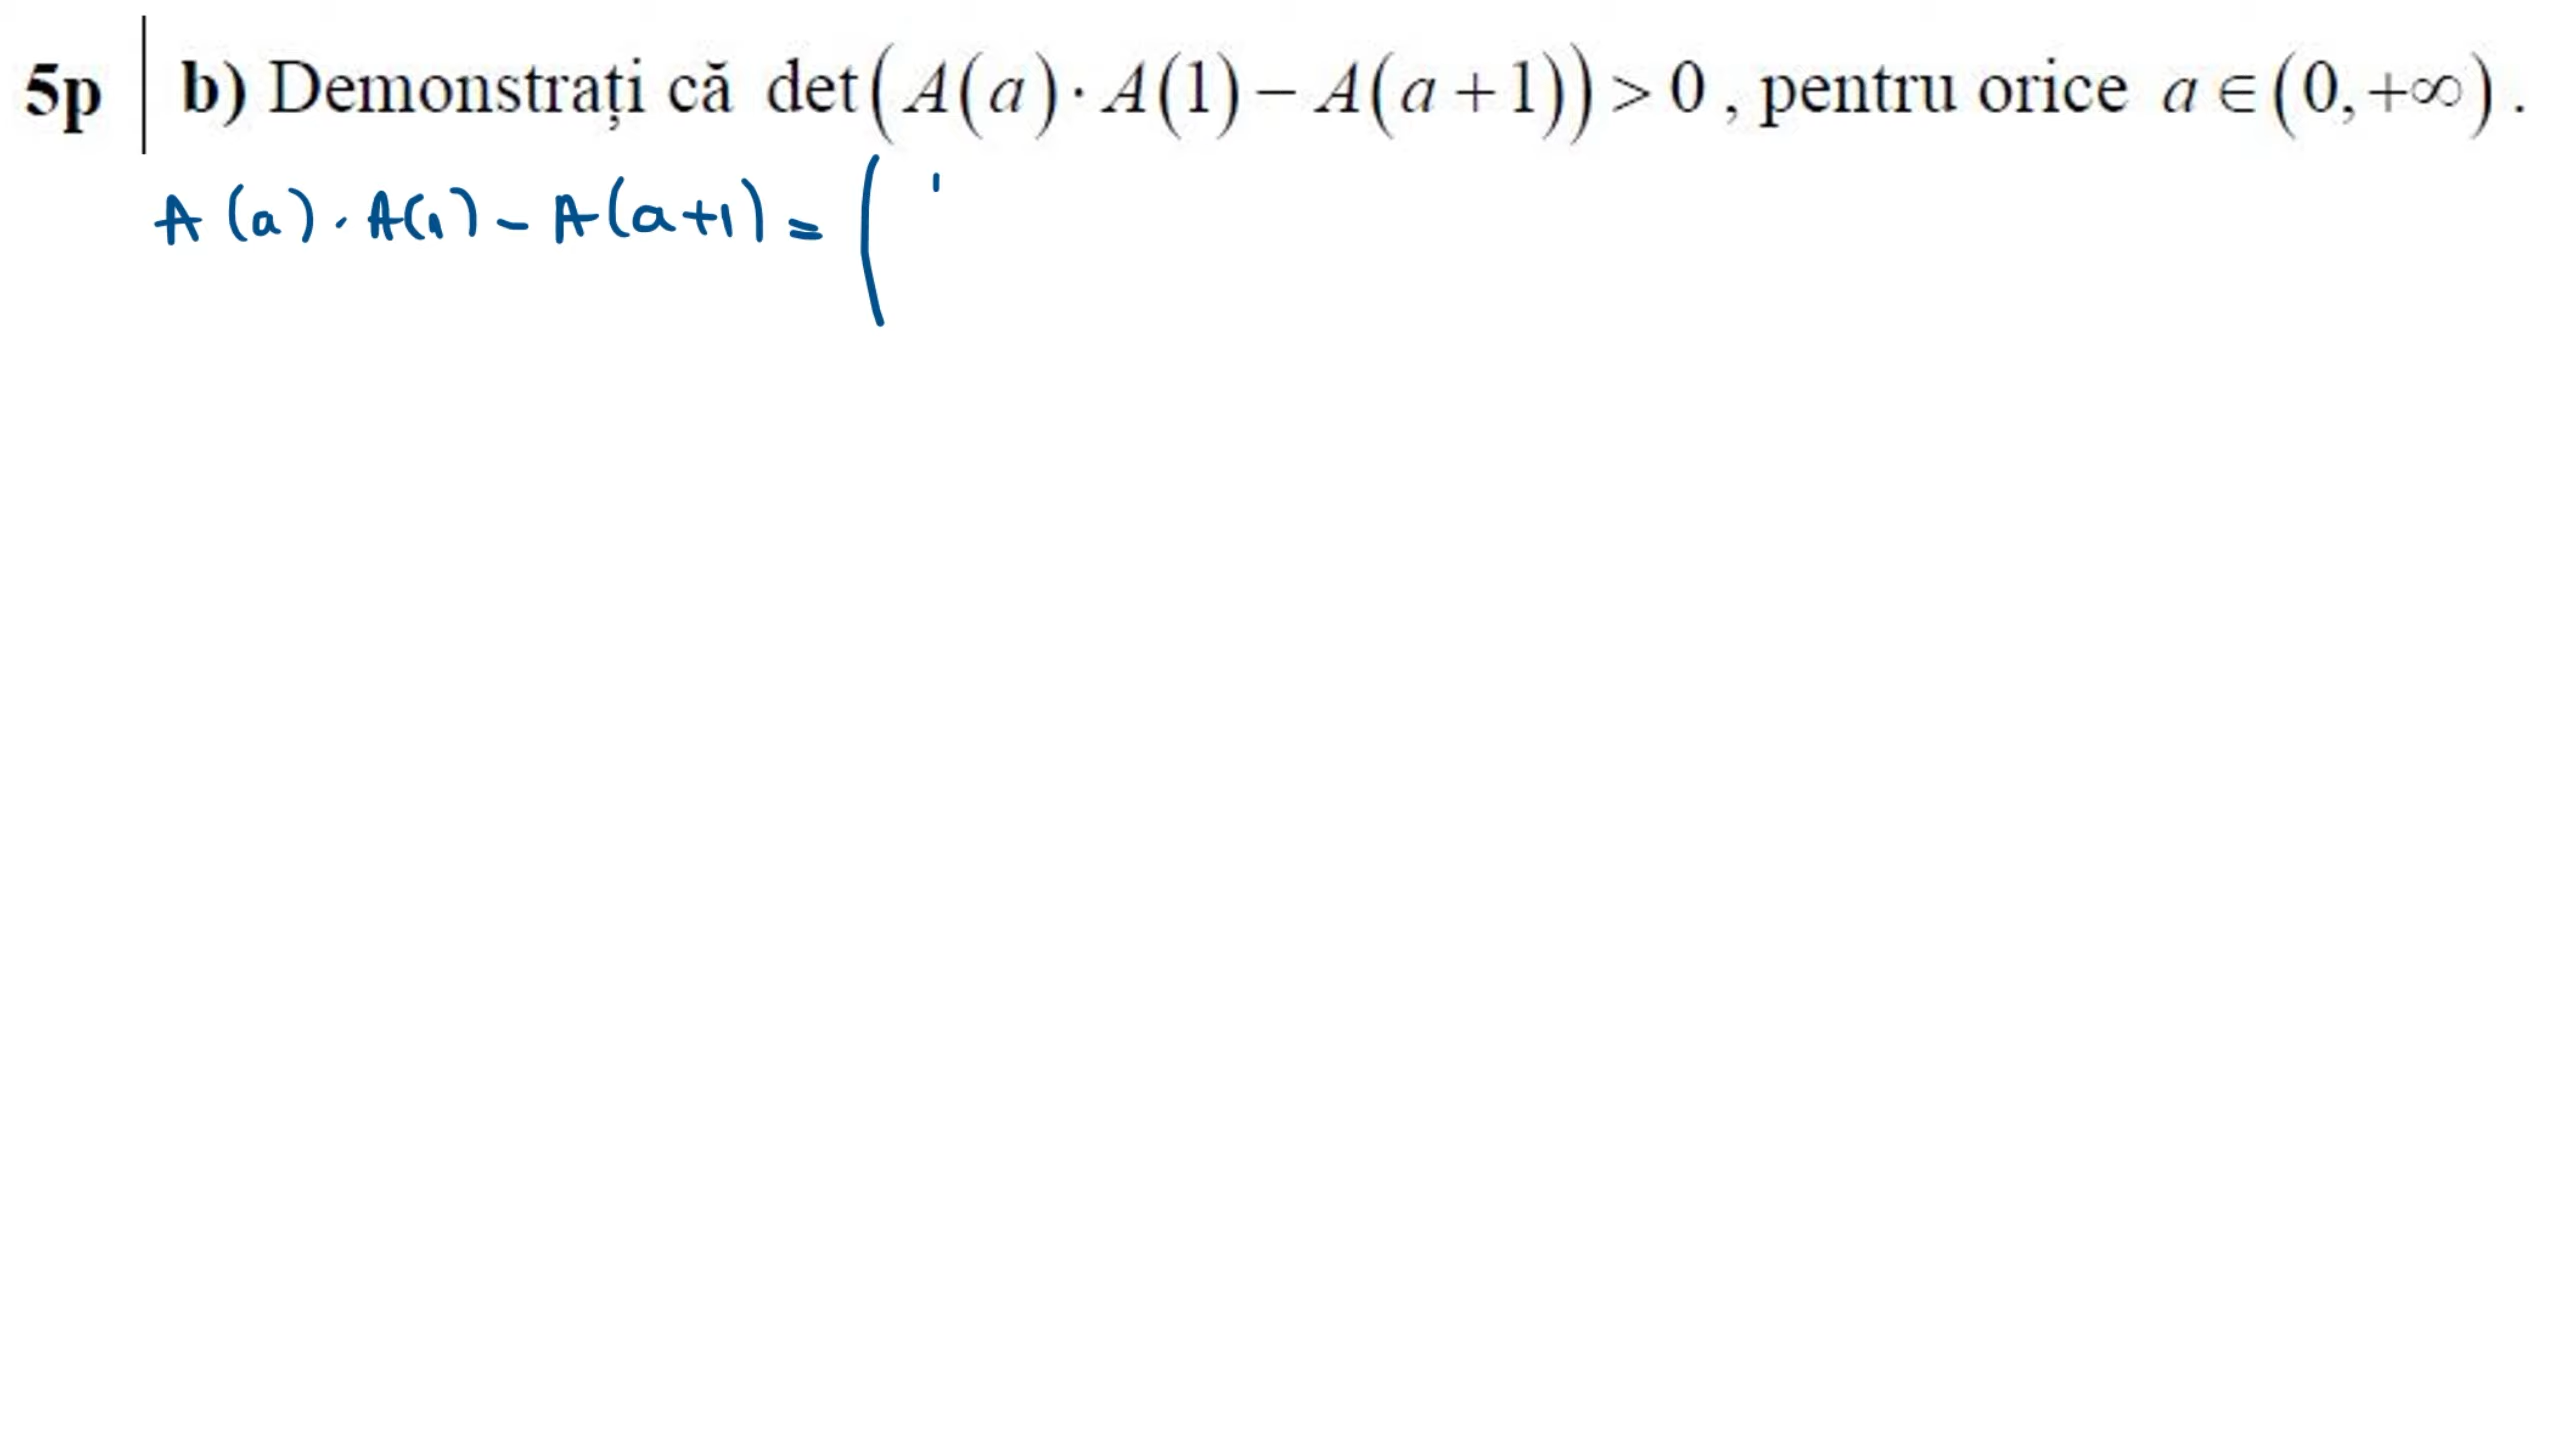 5p b) Demonstrați că det(A(a)·A(1)−A(a+1))>0, pentru orice a∈(0,+∞).
A(a)·A(1)−A(a+1)=(